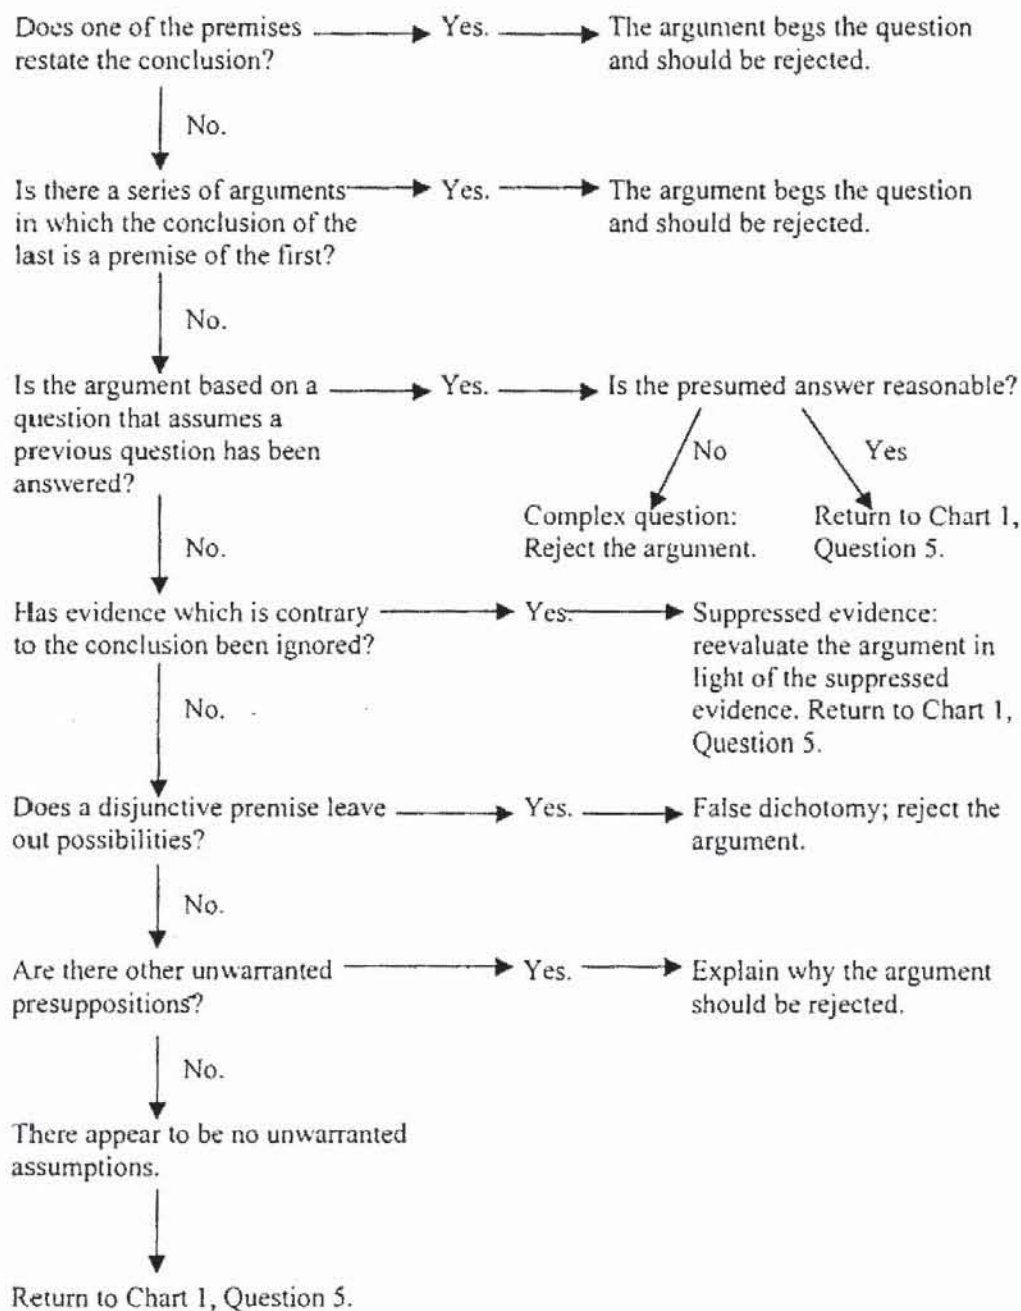 Does one of the premises
restate the conclusion?
Yes.
The argument begs the question
and should be rejected.
No.
Is there a series of arguments
in which the conclusion of the
last is a premise of the first?
Yes.
The argument begs the question
and should be rejected.
No.
Is the argument based on a
question that assumes a
previous question has been
answered?
Yes.
Is the presumed answer reasonable?
No
Yes
Complex question:
Reject the argument.
Return to Chart 1,
Question 5.
No.
Has evidence which is contrary
to the conclusion been ignored?
Yes.
Suppressed evidence:
reevaluate the argument in
light of the suppressed
evidence. Return to Chart 1,
Question 5.
No.
Does a disjunctive premise leave
out possibilities?
Yes.
False dichotomy; reject the
argument.
No.
Are there other unwarranted
presuppositions?
Yes.
Explain why the argument
should be rejected.
No.
There appear to be no unwarranted
assumptions.
Return to Chart 1, Question 5.